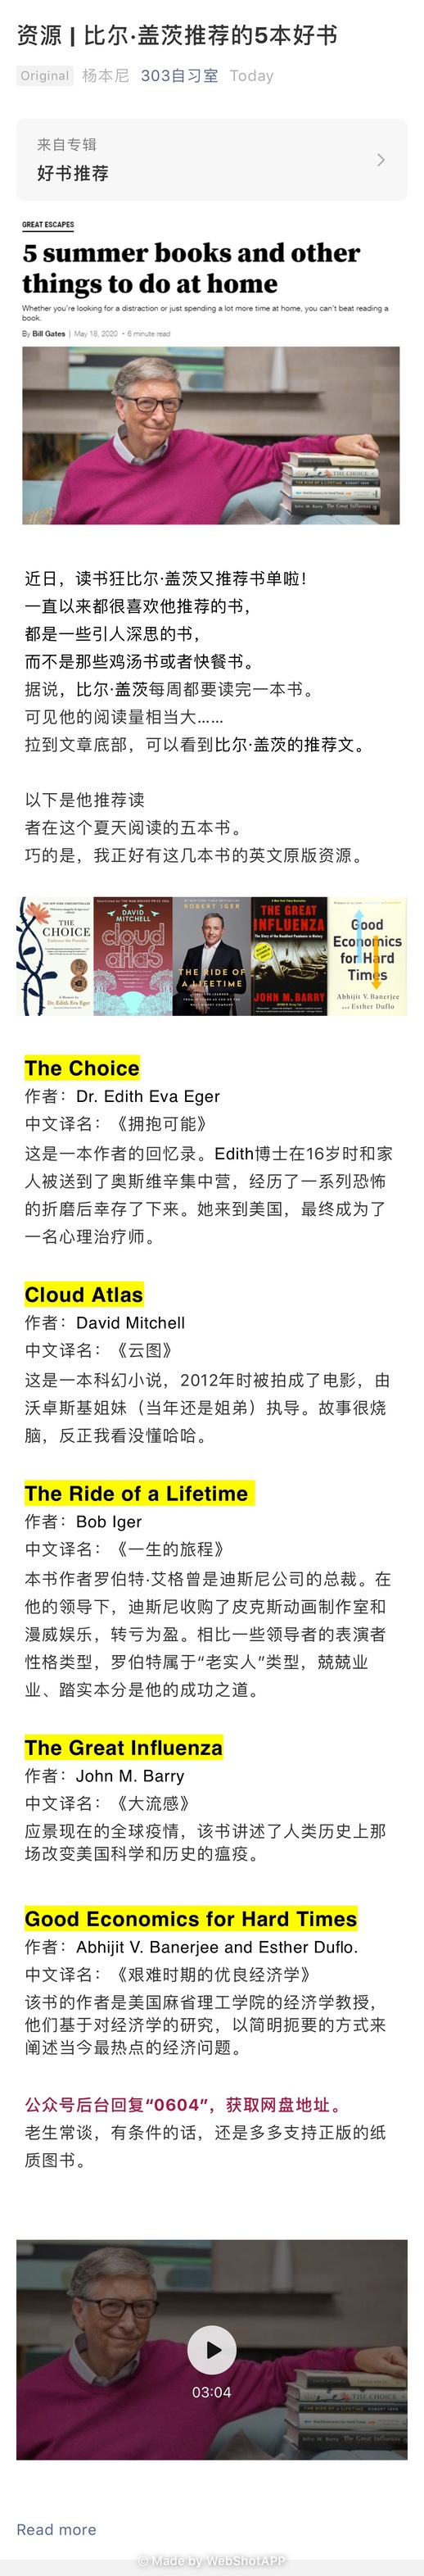 资源 | 比尔·盖茨推荐的5本好书
Original 杨本尼 303自习室 Today
来自专辑
好书推荐
GREAT ESCAPES
5 summer books and other
things to do at home
Whether you're looking for a distraction or just spending a lot more time at home, you can't beat reading a
book.
By Bill Gates | May 18, 2020 • 6 minute read
近日，读书狂比尔·盖茨又推荐书单啦！
一直以来都很喜欢他推荐的书，
都是一些引人深思的书，
而不是那些鸡汤书或者快餐书。
据说，比尔·盖茨每周都要读完一本书。
可见他的阅读量相当大……
拉到文章底部，可以看到比尔·盖茨的推荐文。
以下是他推荐读
者在这个夏天阅读的五本书。
巧的是，我正好有这几本书的英文原版资源。
THE
CHOICE
Dr. Edith Eva Eger
DAVID
MITCHELL
cloud
atlas
ROBERT IGER
THE RIDE OF
A LIFETIME
THE GREAT
INFLUENZA
JOHN M. BARRY
Good
Economics
for Hard
Times
Abhijit V. Banerjee
and Esther Duflo
The Choice
作者：Dr. Edith Eva Eger
中文译名：《拥抱可能》
这是一本作者的回忆录。Edith博士在16岁时和家
人被送到了奥斯维辛集中营，经历了一系列恐怖
的折磨后幸存了下来。她来到美国，最终成为了
一名心理治疗师。
Cloud Atlas
作者：David Mitchell
中文译名：《云图》
这是一本科幻小说，2012年时被拍成了电影，由
沃卓斯基姐妹（当年还是姐弟）执导。故事很烧
脑，反正我看没懂哈哈。
The Ride of a Lifetime
作者：Bob Iger
中文译名：《一生的旅程》
本书作者罗伯特·艾格曾是迪斯尼公司的总裁。在
他的领导下，迪斯尼收购了皮克斯动画制作室和
漫威娱乐，转亏为盈。相比一些领导者的表演者
性格类型，罗伯特属于“老实人”类型，兢兢业
业、踏实本分是他的成功之道。
The Great Influenza
作者：John M. Barry
中文译名：《大流感》
应景现在的全球疫情，该书讲述了人类历史上那
场改变美国科学和历史的瘟疫。
Good Economics for Hard Times
作者：Abhijit V. Banerjee and Esther Duflo.
中文译名：《艰难时期的优良经济学》
该书的作者是美国麻省理工学院的经济学教授，
他们基于对经济学的研究，以简明扼要的方式来
阐述当今最热点的经济问题。
公众号后台回复“0604”，获取网盘地址。
老生常谈，有条件的话，还是多多支持正版的纸
质图书。
03:04
Read more
© Made by WebShotAPP